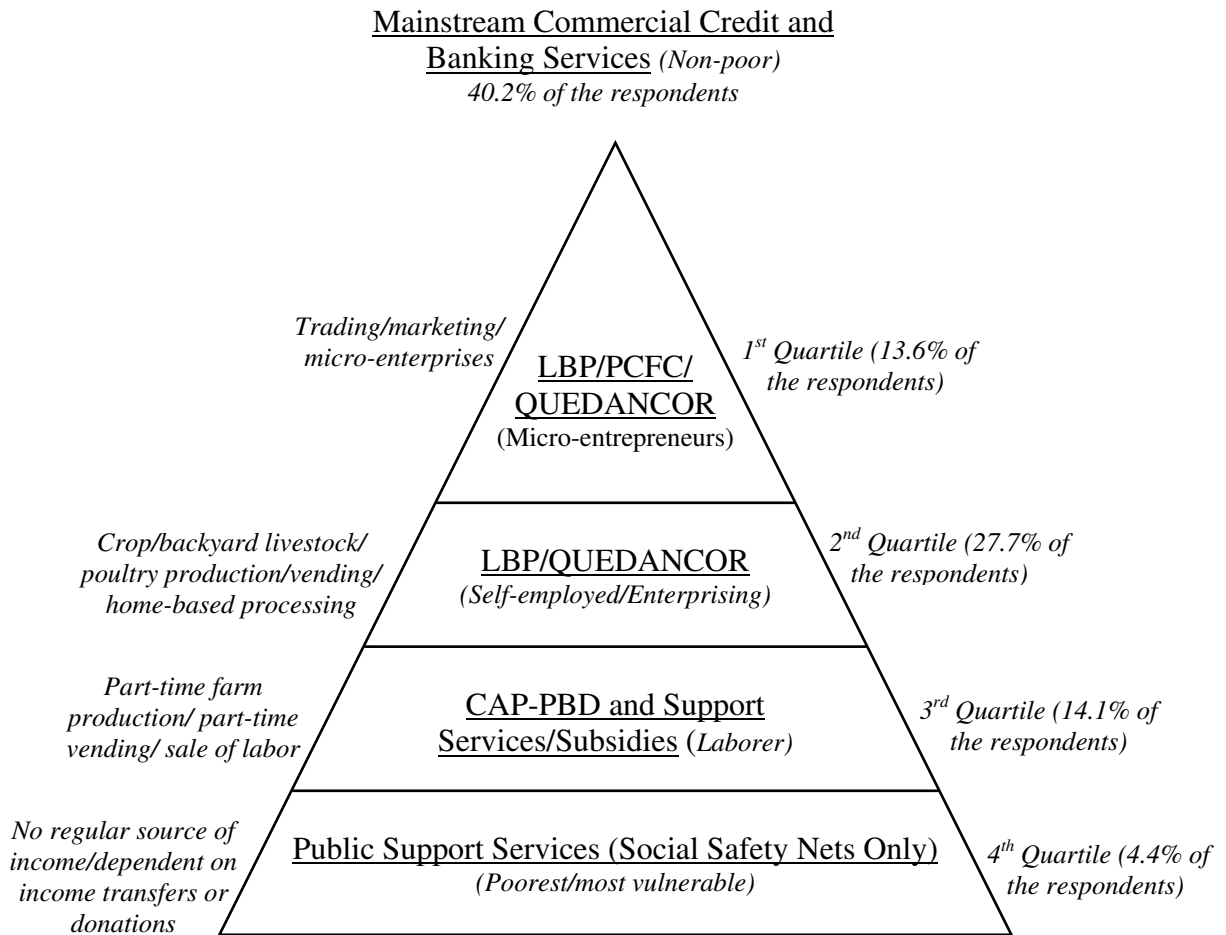 Mainstream Commercial Credit and
Banking Services (Non-poor)
40.2% of the respondents
Trading/marketing/
micro-enterprises
LBP/PCFC/
QUEDANCOR
(Micro-entrepreneurs)
1st Quartile (13.6% of
the respondents)
Crop/backyard livestock/
poultry production/vending/
home-based processing
LBP/QUEDANCOR
(Self-employed/Enterprising)
2nd Quartile (27.7% of
the respondents)
Part-time farm
production/ part-time
vending/ sale of labor
CAP-PBD and Support
Services/Subsidies (Laborer)
3rd Quartile (14.1% of
the respondents)
No regular source of
income/dependent on
income transfers or
donations
Public Support Services (Social Safety Nets Only)
(Poorest/most vulnerable)
4th Quartile (4.4% of
the respondents)